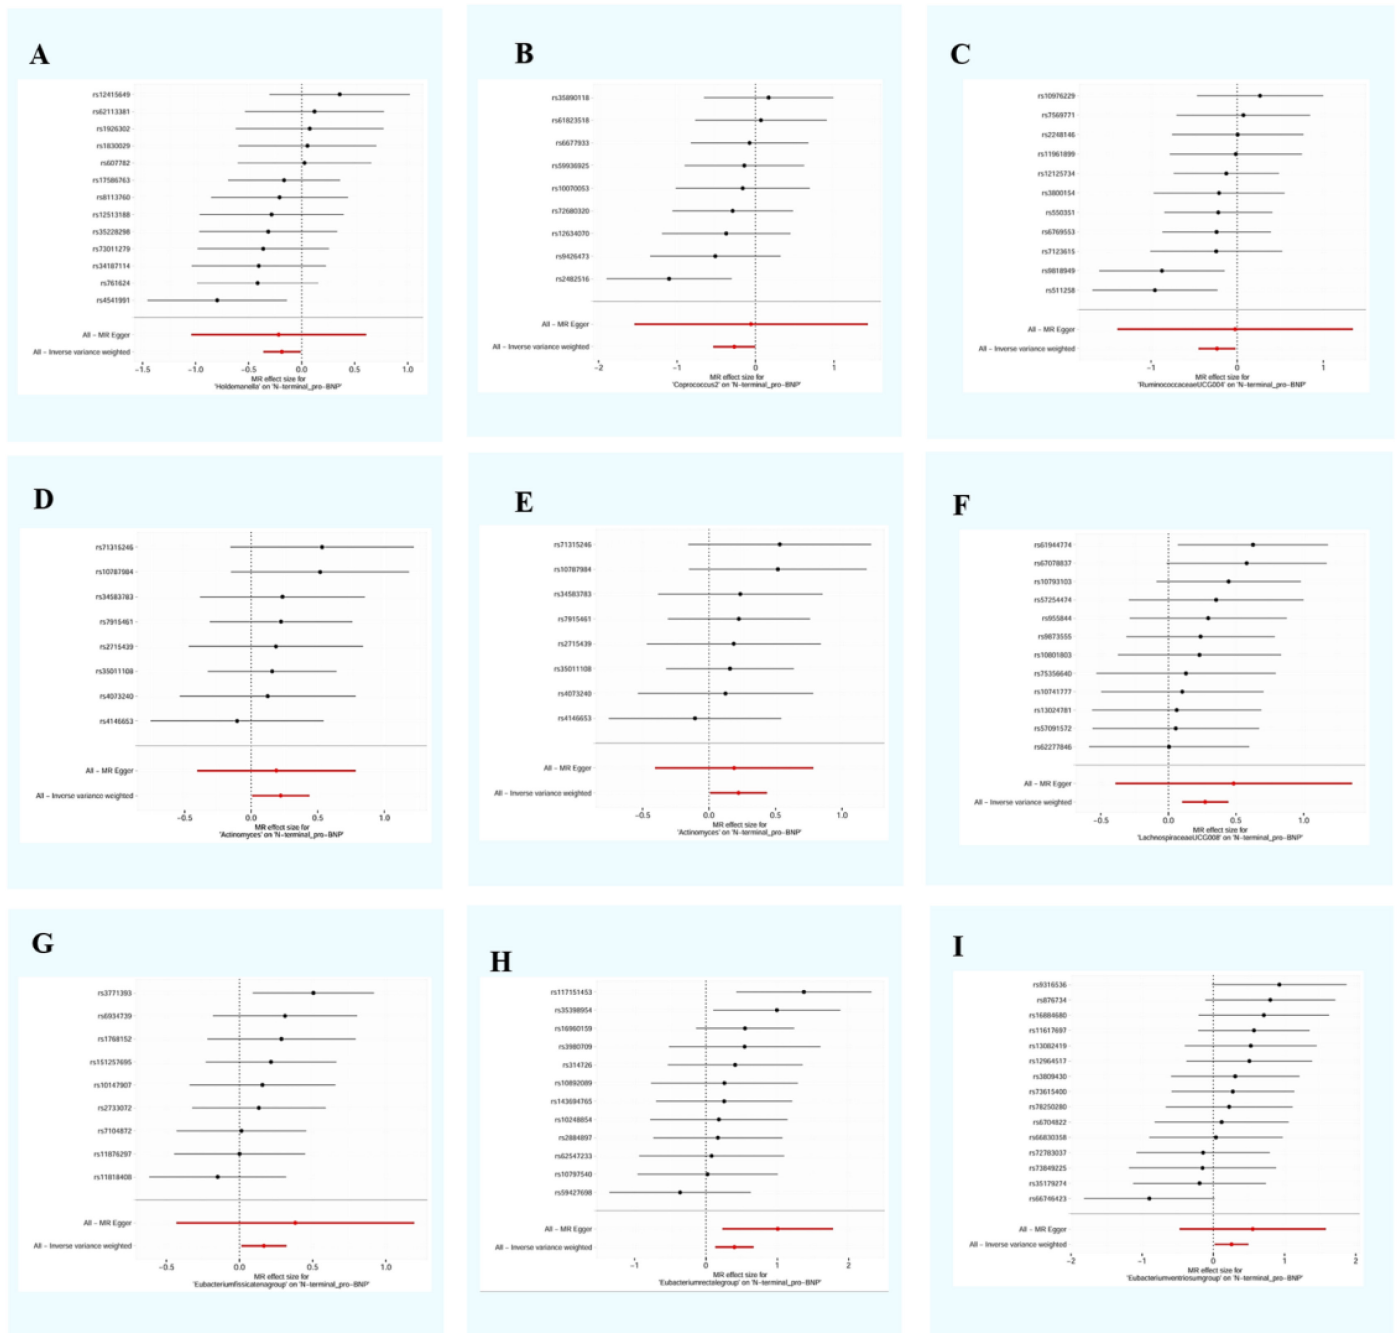 A
rs12415649
rs62113381
rs1926302
rs1830029
rs607782
rs17586763
rs8113760
rs12513188
rs35228298
rs73011279
rs34187114
rs761624
rs4541991
All – MR Egger
All – Inverse variance weighted
−1.5 −1.0 −0.5 0.0 0.5 1.0
MR effect size for
'Holdemanella' on 'N−terminal_pro−BNP'
B
rs35890118
rs61823518
rs6677933
rs59936925
rs10070053
rs72680320
rs12634070
rs9426473
rs2482516
All – MR Egger
All – Inverse variance weighted
−2 −1 0 1
MR effect size for
'Coprococcus2' on 'N−terminal_pro−BNP'
C
rs10976229
rs7569771
rs2248146
rs11961899
rs12125734
rs3800154
rs550351
rs6769553
rs7123615
rs9818949
rs511258
All – MR Egger
All – Inverse variance weighted
−1 0 1
MR effect size for
'RuminococcaceaeUCG004' on 'N−terminal_pro−BNP'
D
rs71315246
rs10787984
rs34583783
rs7915461
rs2715439
rs35011108
rs4073240
rs4146653
All – MR Egger
All – Inverse variance weighted
−0.5 0.0 0.5 1.0
MR effect size for
'Actinomyces' on 'N−terminal_pro−BNP'
E
rs71315246
rs10787984
rs34583783
rs7915461
rs2715439
rs35011108
rs4073240
rs4146653
All – MR Egger
All – Inverse variance weighted
−0.5 0.0 0.5 1.0
MR effect size for
'Actinomyces' on 'N−terminal_pro−BNP'
F
rs61944774
rs67078837
rs10793103
rs57254474
rs955844
rs9873555
rs10801803
rs75356640
rs10741777
rs13024781
rs57091572
rs62277846
All – MR Egger
All – Inverse variance weighted
−0.5 0.0 0.5 1.0
MR effect size for
'LachnospiraceaeUCG008' on 'N−terminal_pro−BNP'
G
rs3771393
rs6934739
rs1768152
rs151257695
rs10147907
rs2733072
rs7104872
rs11876297
rs11818408
All – MR Egger
All – Inverse variance weighted
−0.5 0.0 0.5 1.0
MR effect size for
'Eubacteriumfissicatenagroup' on 'N−terminal_pro−BNP'
H
rs117151453
rs35398954
rs16960159
rs3980709
rs314726
rs10892089
rs143694765
rs10248854
rs2884897
rs62547233
rs10797540
rs59427698
All – MR Egger
All – Inverse variance weighted
−1 0 1 2
MR effect size for
'Eubacteriumrectalegroup' on 'N−terminal_pro−BNP'
I
rs9316536
rs876734
rs16884680
rs11617697
rs13082419
rs12964517
rs3809430
rs73615400
rs78250280
rs6704822
rs66830358
rs72783037
rs73849225
rs35179274
rs66746423
All – MR Egger
All – Inverse variance weighted
−2 −1 0 1 2
MR effect size for
'Eubacteriumventriosumgroup' on 'N−terminal_pro−BNP'